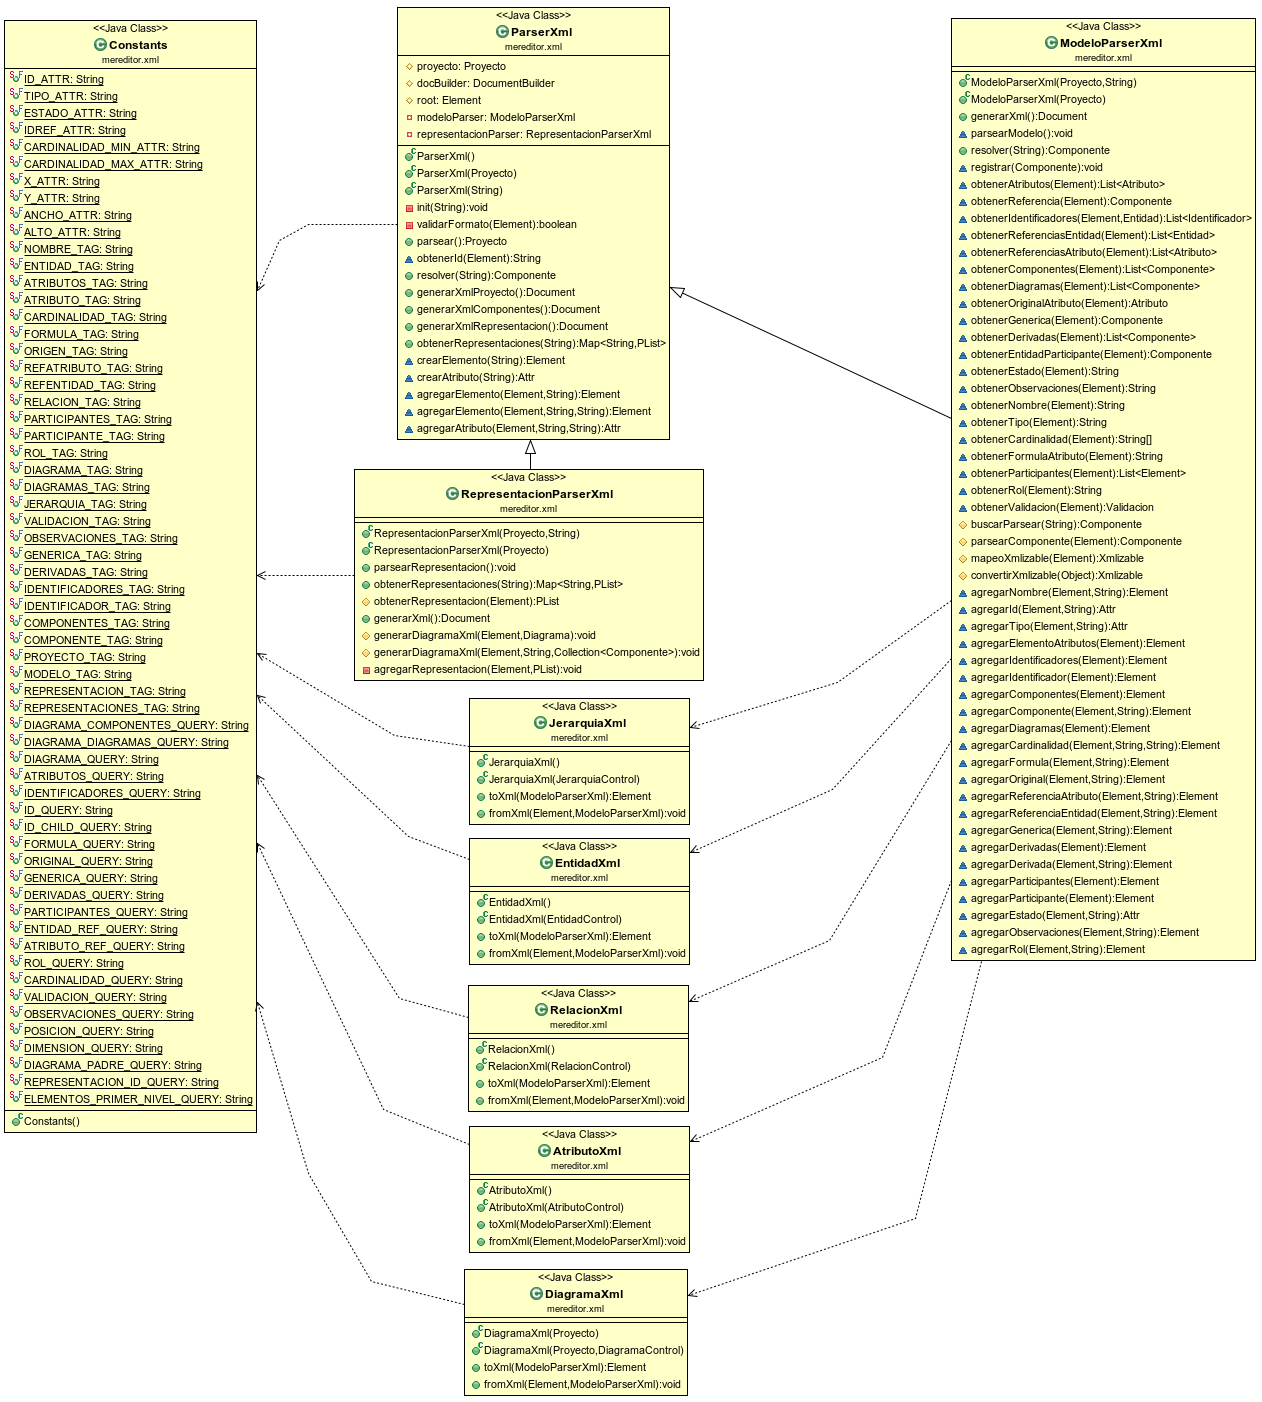 <<Java Class>>
Constants
mereditor.xml
ID_ATTR: String
TIPO_ATTR: String
ESTADO_ATTR: String
IDREF_ATTR: String
CARDINALIDAD_MIN_ATTR: String
CARDINALIDAD_MAX_ATTR: String
X_ATTR: String
Y_ATTR: String
ANCHO_ATTR: String
ALTO_ATTR: String
NOMBRE_TAG: String
ENTIDAD_TAG: String
ATRIBUTOS_TAG: String
ATRIBUTO_TAG: String
CARDINALIDAD_TAG: String
FORMULA_TAG: String
ORIGEN_TAG: String
REFATRIBUTO_TAG: String
REFENTIDAD_TAG: String
RELACION_TAG: String
PARTICIPANTES_TAG: String
PARTICIPANTE_TAG: String
ROL_TAG: String
DIAGRAMA_TAG: String
DIAGRAMAS_TAG: String
JERARQUIA_TAG: String
VALIDACION_TAG: String
OBSERVACIONES_TAG: String
GENERICA_TAG: String
DERIVADAS_TAG: String
IDENTIFICADORES_TAG: String
IDENTIFICADOR_TAG: String
COMPONENTES_TAG: String
COMPONENTE_TAG: String
PROYECTO_TAG: String
MODELO_TAG: String
REPRESENTACION_TAG: String
REPRESENTACIONES_TAG: String
DIAGRAMA_COMPONENTES_QUERY: String
DIAGRAMA_DIAGRAMAS_QUERY: String
DIAGRAMA_QUERY: String
ATRIBUTOS_QUERY: String
IDENTIFICADORES_QUERY: String
ID_QUERY: String
ID_CHILD_QUERY: String
FORMULA_QUERY: String
ORIGINAL_QUERY: String
GENERICA_QUERY: String
DERIVADAS_QUERY: String
PARTICIPANTES_QUERY: String
ENTIDAD_REF_QUERY: String
ATRIBUTO_REF_QUERY: String
ROL_QUERY: String
CARDINALIDAD_QUERY: String
VALIDACION_QUERY: String
OBSERVACIONES_QUERY: String
POSICION_QUERY: String
DIMENSION_QUERY: String
DIAGRAMA_PADRE_QUERY: String
REPRESENTACION_ID_QUERY: String
ELEMENTOS_PRIMER_NIVEL_QUERY: String
Constants()
<<Java Class>>
ParserXml
mereditor.xml
proyecto: Proyecto
docBuilder: DocumentBuilder
root: Element
modeloParser: ModeloParserXml
representacionParser: RepresentacionParserXml
ParserXml()
ParserXml(Proyecto)
ParserXml(String)
init(String):void
validarFormato(Element):boolean
parsear():Proyecto
obtenerId(Element):String
resolver(String):Componente
generarXmlProyecto():Document
generarXmlComponentes():Document
generarXmlRepresentacion():Document
obtenerRepresentaciones(String):Map<String,PList>
crearElemento(String):Element
crearAtributo(String):Attr
agregarElemento(Element,String):Element
agregarElemento(Element,String,String):Element
agregarAtributo(Element,String,String):Attr
<<Java Class>>
RepresentacionParserXml
mereditor.xml
RepresentacionParserXml(Proyecto,String)
RepresentacionParserXml(Proyecto)
parsearRepresentacion():void
obtenerRepresentaciones(String):Map<String,PList>
obtenerRepresentacion(Element):PList
generarXml():Document
generarDiagramaXml(Element,Diagrama):void
generarDiagramaXml(Element,String,Collection<Componente>):void
agregarRepresentacion(Element,PList):void
<<Java Class>>
JerarquiaXml
mereditor.xml
JerarquiaXml()
JerarquiaXml(JerarquiaControl)
toXml(ModeloParserXml):Element
fromXml(Element,ModeloParserXml):void
<<Java Class>>
EntidadXml
mereditor.xml
EntidadXml()
EntidadXml(EntidadControl)
toXml(ModeloParserXml):Element
fromXml(Element,ModeloParserXml):void
<<Java Class>>
RelacionXml
mereditor.xml
RelacionXml()
RelacionXml(RelacionControl)
toXml(ModeloParserXml):Element
fromXml(Element,ModeloParserXml):void
<<Java Class>>
AtributoXml
mereditor.xml
AtributoXml()
AtributoXml(AtributoControl)
toXml(ModeloParserXml):Element
fromXml(Element,ModeloParserXml):void
<<Java Class>>
DiagramaXml
mereditor.xml
DiagramaXml(Proyecto)
DiagramaXml(Proyecto,DiagramaControl)
toXml(ModeloParserXml):Element
fromXml(Element,ModeloParserXml):void
<<Java Class>>
ModeloParserXml
mereditor.xml
ModeloParserXml(Proyecto,String)
ModeloParserXml(Proyecto)
generarXml():Document
parsearModelo():void
resolver(String):Componente
registrar(Componente):void
obtenerAtributos(Element):List<Atributo>
obtenerReferencia(Element):Componente
obtenerIdentificadores(Element,Entidad):List<Identificador>
obtenerReferenciasEntidad(Element):List<Entidad>
obtenerReferenciasAtributo(Element):List<Atributo>
obtenerComponentes(Element):List<Componente>
obtenerDiagramas(Element):List<Componente>
obtenerOriginalAtributo(Element):Atributo
obtenerGenerica(Element):Componente
obtenerDerivadas(Element):List<Componente>
obtenerEntidadParticipante(Element):Componente
obtenerEstado(Element):String
obtenerObservaciones(Element):String
obtenerNombre(Element):String
obtenerTipo(Element):String
obtenerCardinalidad(Element):String[]
obtenerFormulaAtributo(Element):String
obtenerParticipantes(Element):List<Element>
obtenerRol(Element):String
obtenerValidacion(Element):Validacion
buscarParsear(String):Componente
parsearComponente(Element):Componente
mapeoXmlizable(Element):Xmlizable
convertirXmlizable(Object):Xmlizable
agregarNombre(Element,String):Element
agregarId(Element,String):Attr
agregarTipo(Element,String):Attr
agregarElementoAtributos(Element):Element
agregarIdentificadores(Element):Element
agregarIdentificador(Element):Element
agregarComponentes(Element):Element
agregarComponente(Element,String):Element
agregarDiagramas(Element):Element
agregarCardinalidad(Element,String,String):Element
agregarFormula(Element,String):Element
agregarOriginal(Element,String):Element
agregarReferenciaAtributo(Element,String):Element
agregarReferenciaEntidad(Element,String):Element
agregarGenerica(Element,String):Element
agregarDerivadas(Element):Element
agregarDerivada(Element,String):Element
agregarParticipantes(Element):Element
agregarParticipante(Element):Element
agregarEstado(Element,String):Attr
agregarObservaciones(Element,String):Element
agregarRol(Element,String):Element